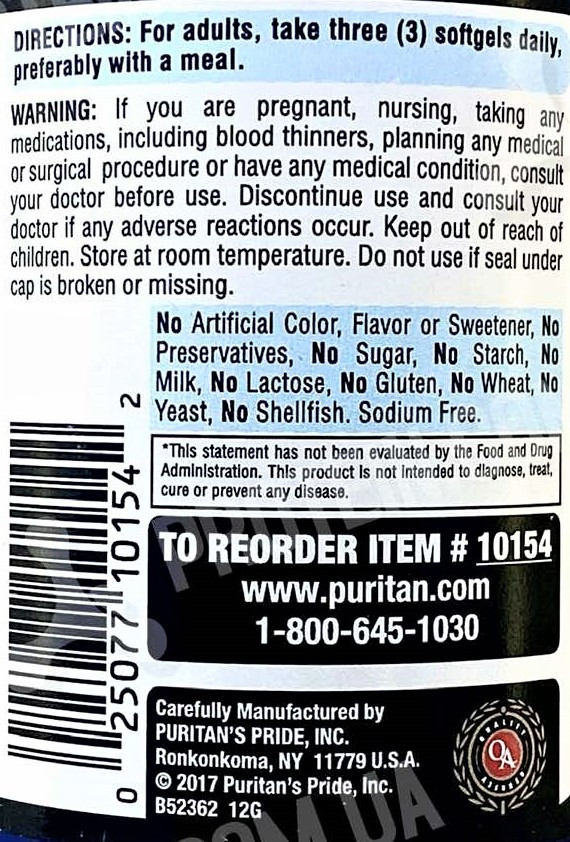 DIRECTIONS: For adults, take three (3) softgels daily,
preferably with a meal.
WARNING: If you are pregnant, nursing, taking any
medications, including blood thinners, planning any medical
or surgical procedure or have any medical condition, consult
your doctor before use. Discontinue use and consult your
doctor if any adverse reactions occur. Keep out of reach of
children. Store at room temperature. Do not use if seal under
cap is broken or missing.
No Artificial Color, Flavor or Sweetener, No
Preservatives, No Sugar, No Starch, No
Milk, No Lactose, No Gluten, No Wheat, No
Yeast, No Shellfish. Sodium Free.
*This statement has not been evaluated by the Food and Drug
Administration. This product is not intended to diagnose, treat,
cure or prevent any disease.
TO REORDER ITEM # 10154
www.puritan.com
1-800-645-1030
Carefully Manufactured by
PURITAN'S PRIDE, INC.
Ronkonkoma, NY 11779 U.S.A.
© 2017 Puritan's Pride, Inc.
B52362 12G
QUALITY
QA
ASSURED
0 25077 10154 2
.COM.UA